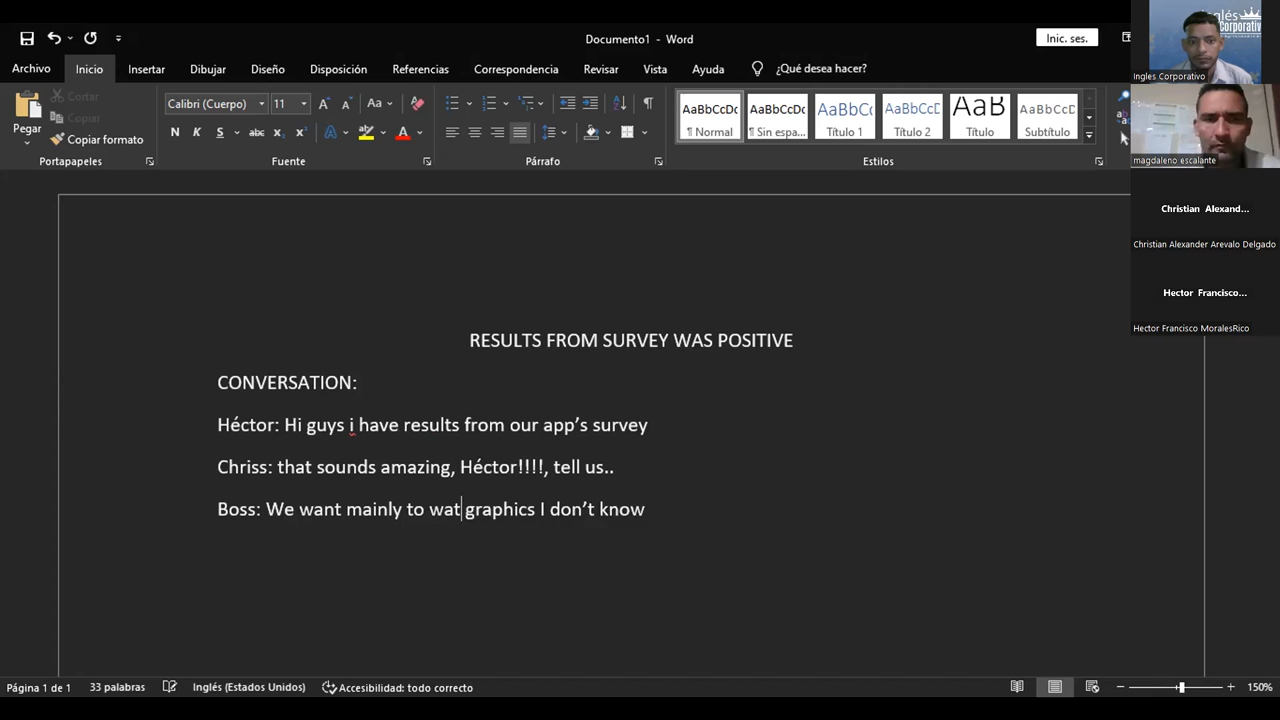 Documento1 - Word
Inic. ses.
Archivo Inicio Insertar Dibujar Diseño Disposición Referencias Correspondencia Revisar Vista Ayuda ¿Qué desea hacer?
Pegar
Cortar
Copiar
Copiar formato
Portapapeles
Calibri (Cuerpo) 11
N K S abc
Fuente
Párrafo
AaBbCcDc AaBbCcDc AaBbCc AaBbCcD AaB AaBbCcD
¶ Normal ¶ Sin espa... Título 1 Título 2 Título Subtítulo
Estilos
Inglés
Corporativo
Ingles Corporativo
magdaleno escalante
Christian Alexand...
Christian Alexander Arevalo Delgado
Hector Francisco...
Hector Francisco MoralesRico
RESULTS FROM SURVEY WAS POSITIVE
CONVERSATION:
Héctor: Hi guys i have results from our app’s survey
Chriss: that sounds amazing, Héctor!!!!, tell us..
Boss: We want mainly to wat graphics I don’t know
Página 1 de 1 33 palabras Inglés (Estados Unidos) Accesibilidad: todo correcto 150%